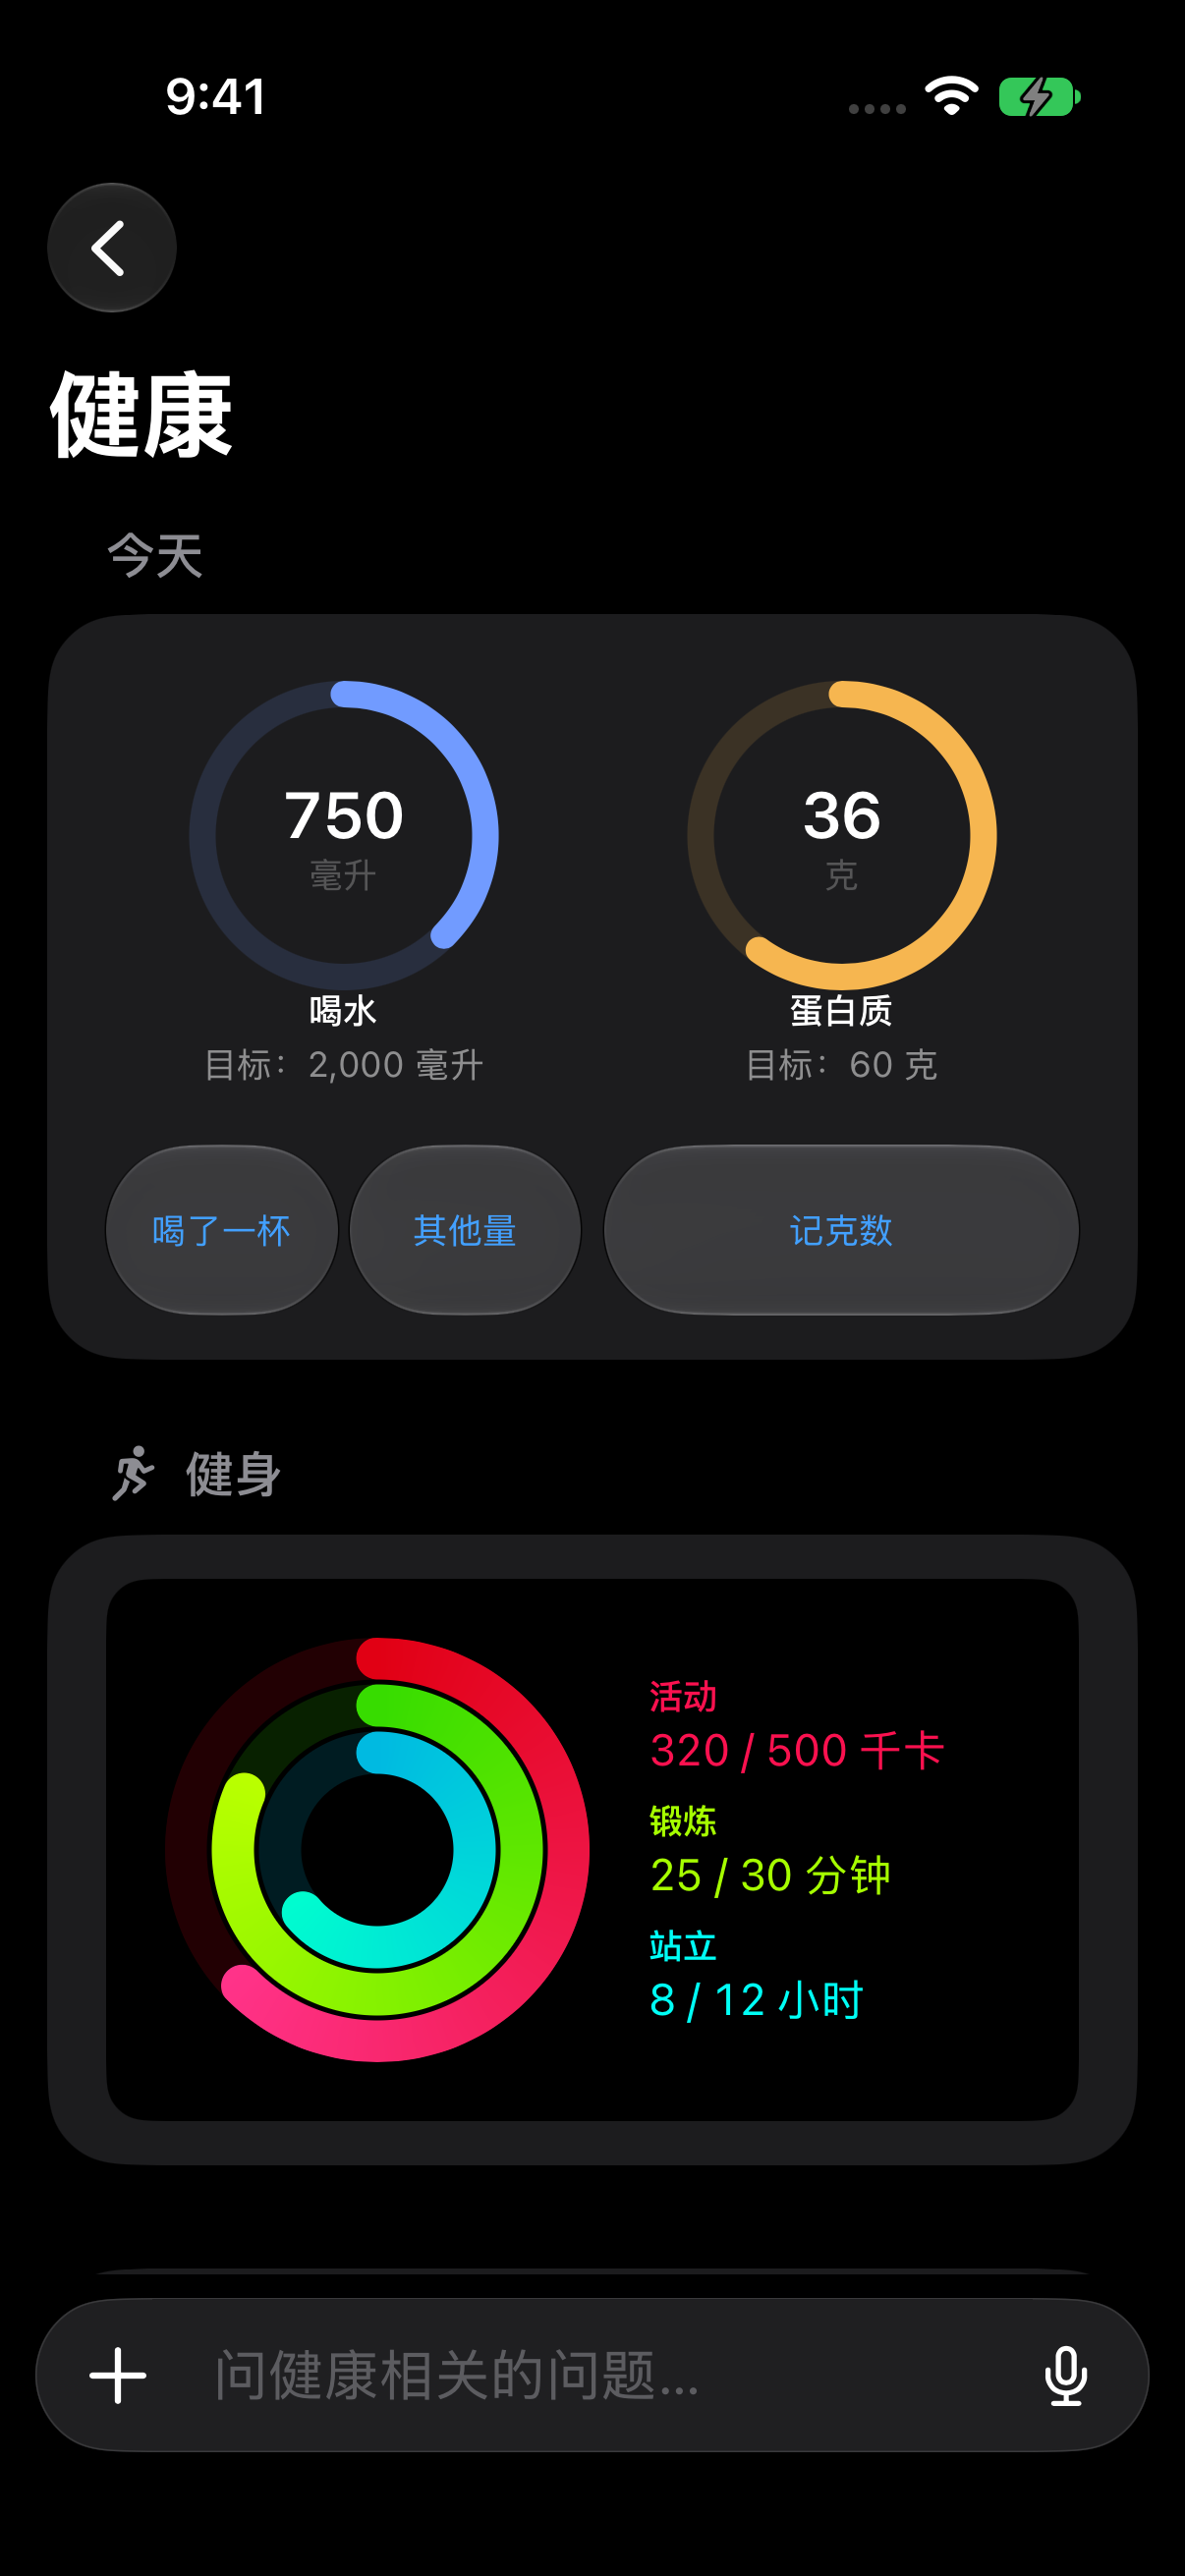 9:41
健康
今天
750
毫升
喝水
目标：2,000 毫升
36
克
蛋白质
目标：60 克
喝了一杯
其他量
记克数
健身
活动
320 / 500 千卡
锻炼
25 / 30 分钟
站立
8 / 12 小时
问健康相关的问题...